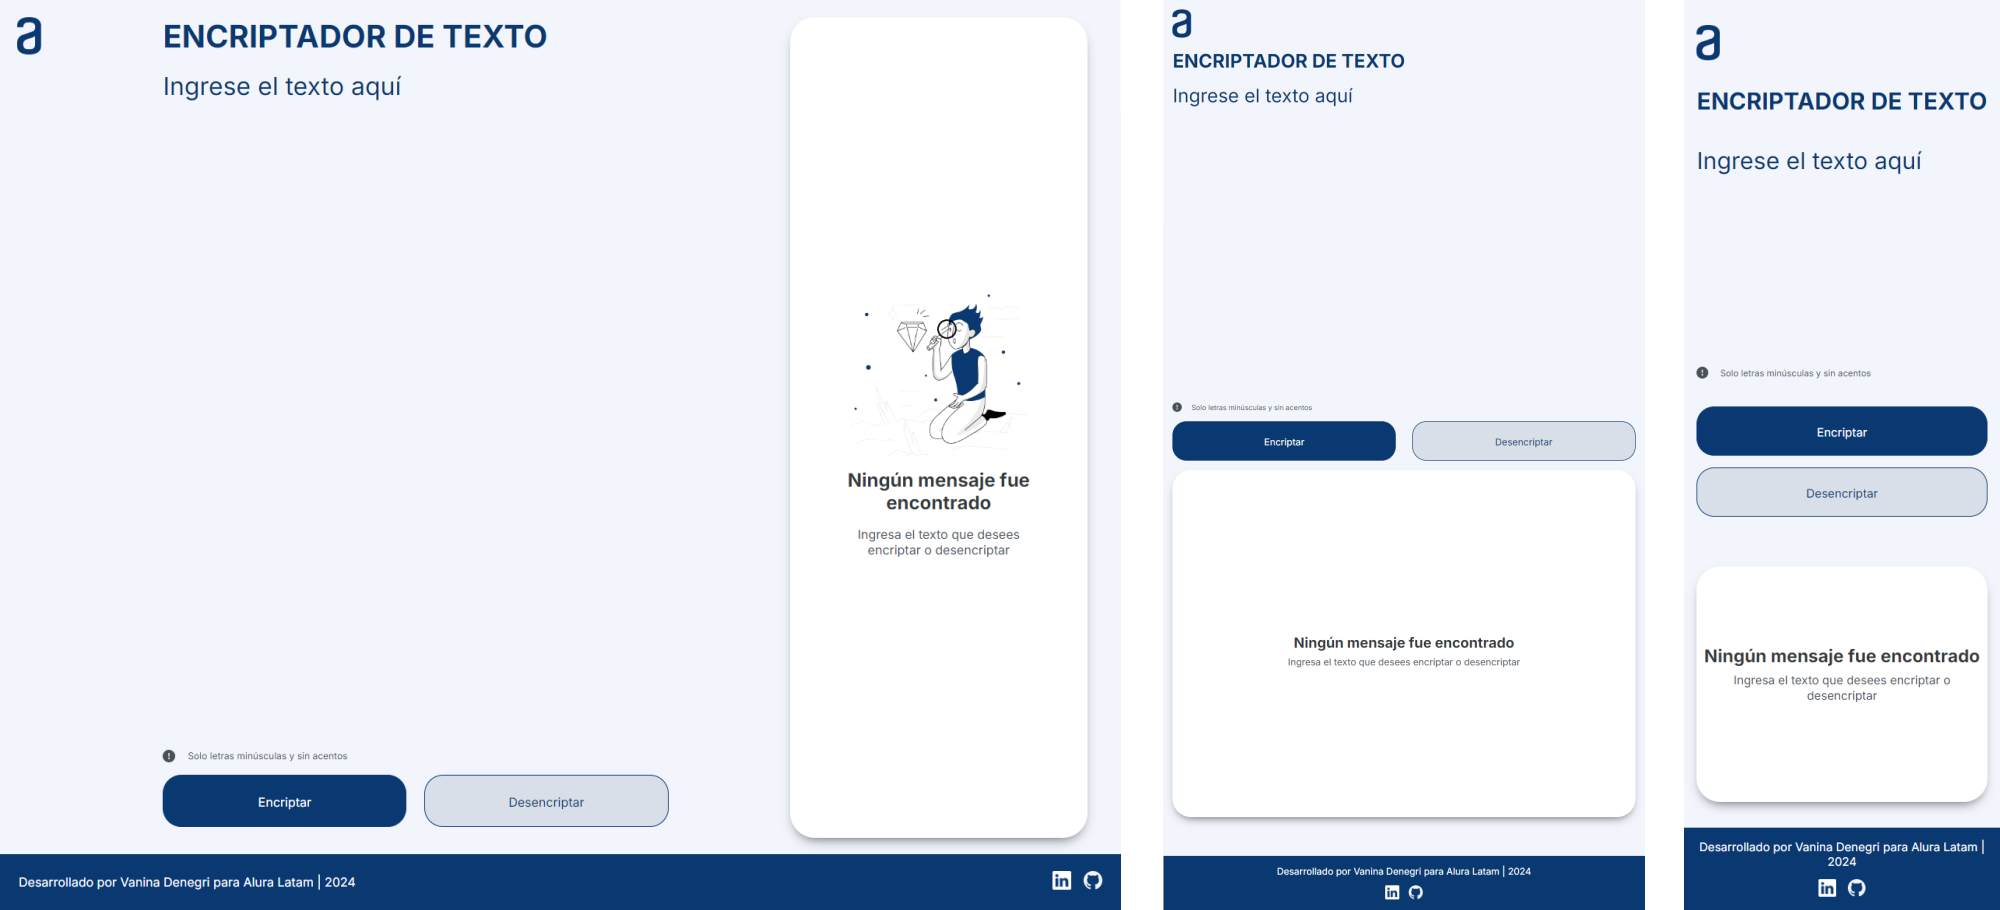 a
ENCRIPTADOR DE TEXTO
Ingrese el texto aquí
Solo letras minúsculas y sin acentos
Encriptar
Desencriptar
Ningún mensaje fue
encontrado
Ingresa el texto que desees
encriptar o desencriptar
Desarrollado por Vanina Denegri para Alura Latam | 2024
in
a
ENCRIPTADOR DE TEXTO
Ingrese el texto aquí
Solo letras minúsculas y sin acentos
Encriptar
Desencriptar
Ningún mensaje fue encontrado
Ingresa el texto que desees encriptar o desencriptar
Desarrollado por Vanina Denegri para Alura Latam | 2024
in
a
ENCRIPTADOR DE TEXTO
Ingrese el texto aquí
Solo letras minúsculas y sin acentos
Encriptar
Desencriptar
Ningún mensaje fue encontrado
Ingresa el texto que desees encriptar o
desencriptar
Desarrollado por Vanina Denegri para Alura Latam |
2024
in